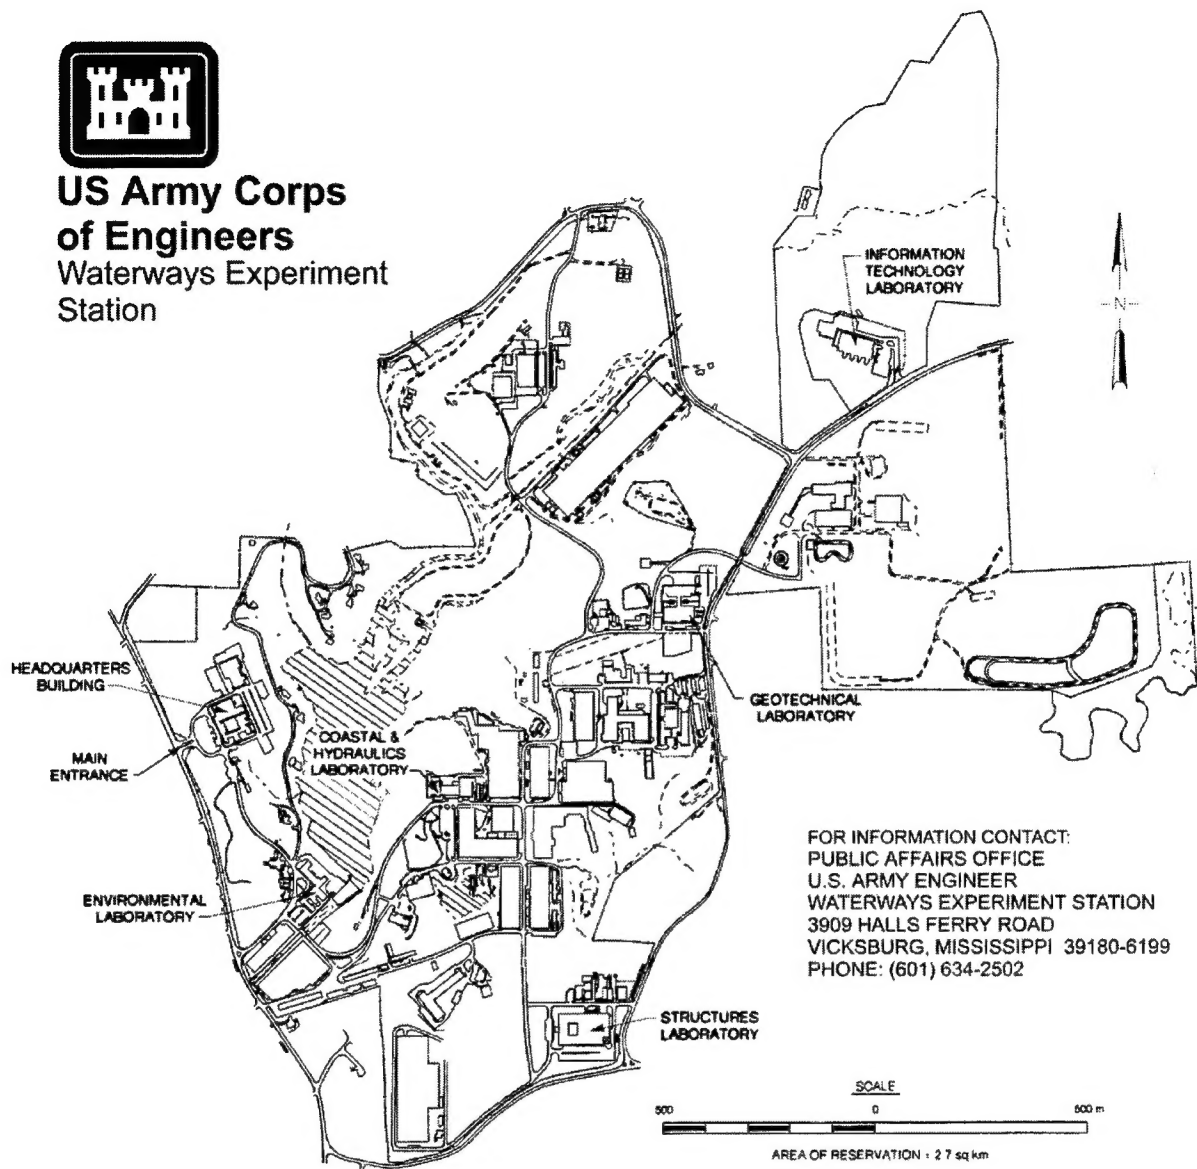 US Army Corps
of Engineers
Waterways Experiment
Station
INFORMATION
TECHNOLOGY
LABORATORY
N
HEADQUARTERS
BUILDING
MAIN
ENTRANCE
COASTAL &
HYDRAULICS
LABORATORY
GEOTECHNICAL
LABORATORY
ENVIRONMENTAL
LABORATORY
STRUCTURES
LABORATORY
FOR INFORMATION CONTACT:
PUBLIC AFFAIRS OFFICE
U.S. ARMY ENGINEER
WATERWAYS EXPERIMENT STATION
3909 HALLS FERRY ROAD
VICKSBURG, MISSISSIPPI 39180-6199
PHONE: (601) 634-2502
SCALE
500 0 500 m
AREA OF RESERVATION = 2.7 sq km